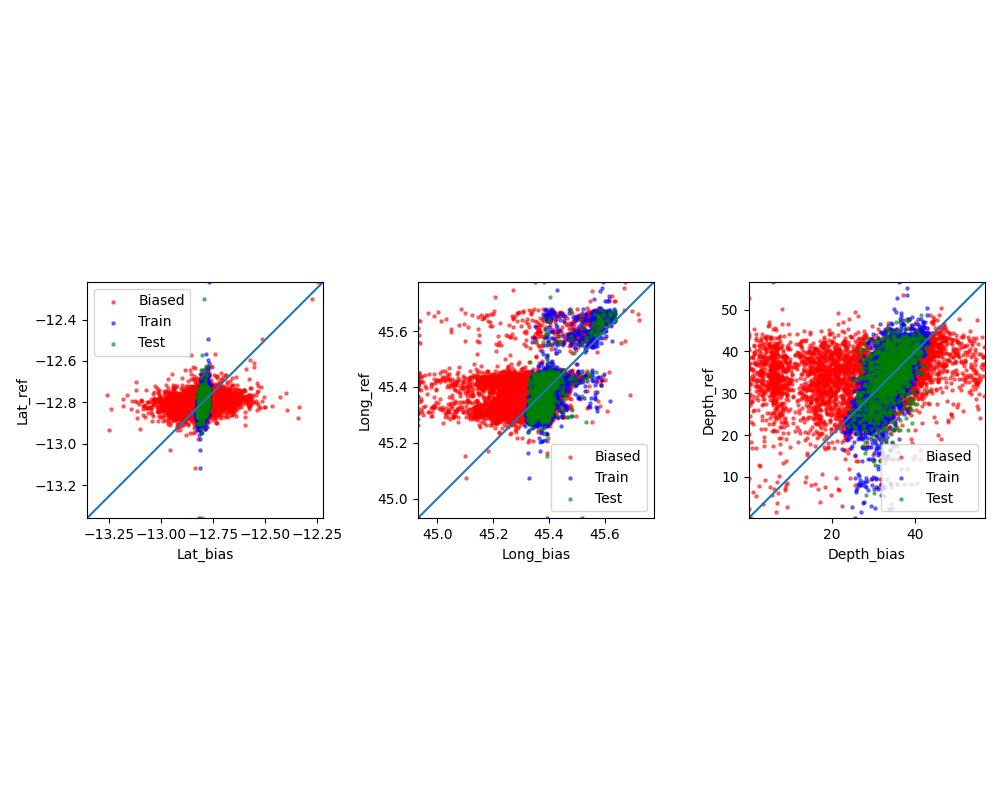 Biased
Train
Test
−12.4
−12.6
−12.8
−13.0
−13.2
Lat_ref
−13.25 −13.00 −12.75 −12.50 −12.25
Lat_bias
45.6
45.4
45.2
45.0
Long_ref
Biased
Train
Test
45.0 45.2 45.4 45.6
Long_bias
50
40
30
20
10
Depth_ref
Biased
Train
Test
20 40
Depth_bias